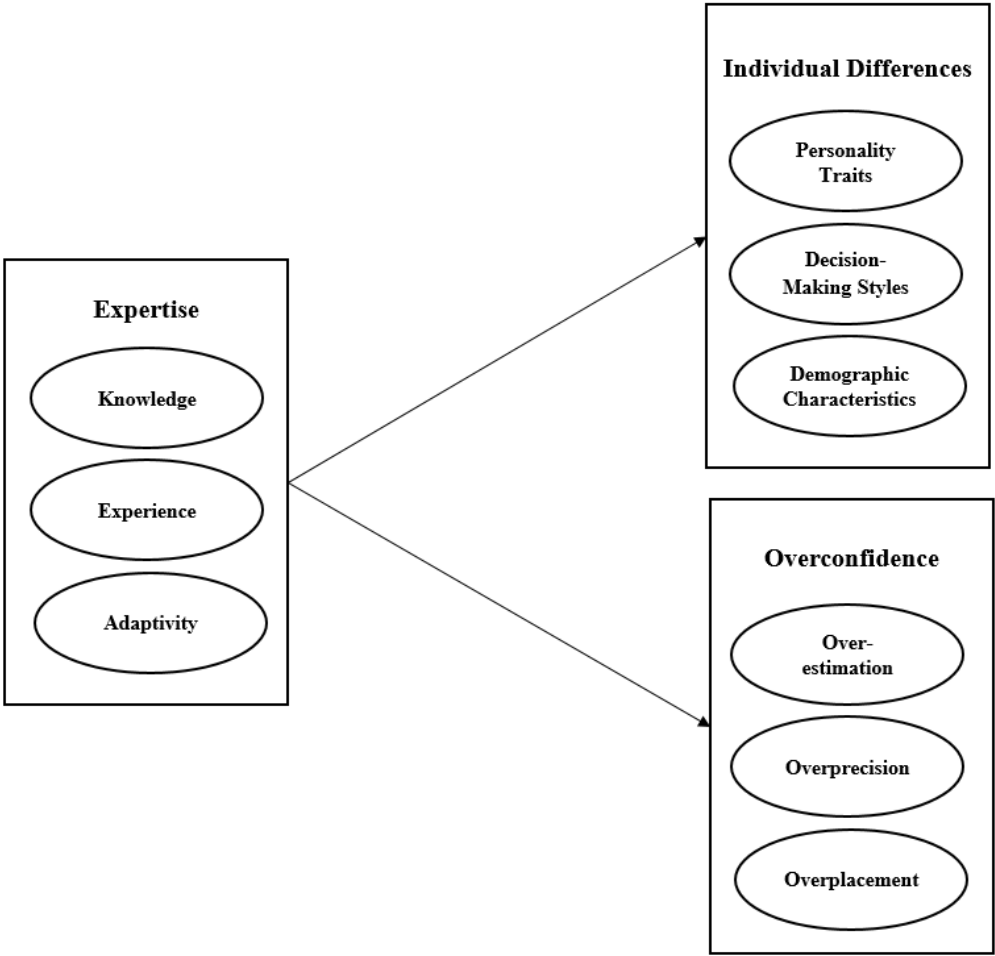 Expertise
Knowledge
Experience
Adaptivity
Individual Differences
Personality
Traits
Decision-
Making Styles
Demographic
Characteristics
Overconfidence
Over-
estimation
Overprecision
Overplacement